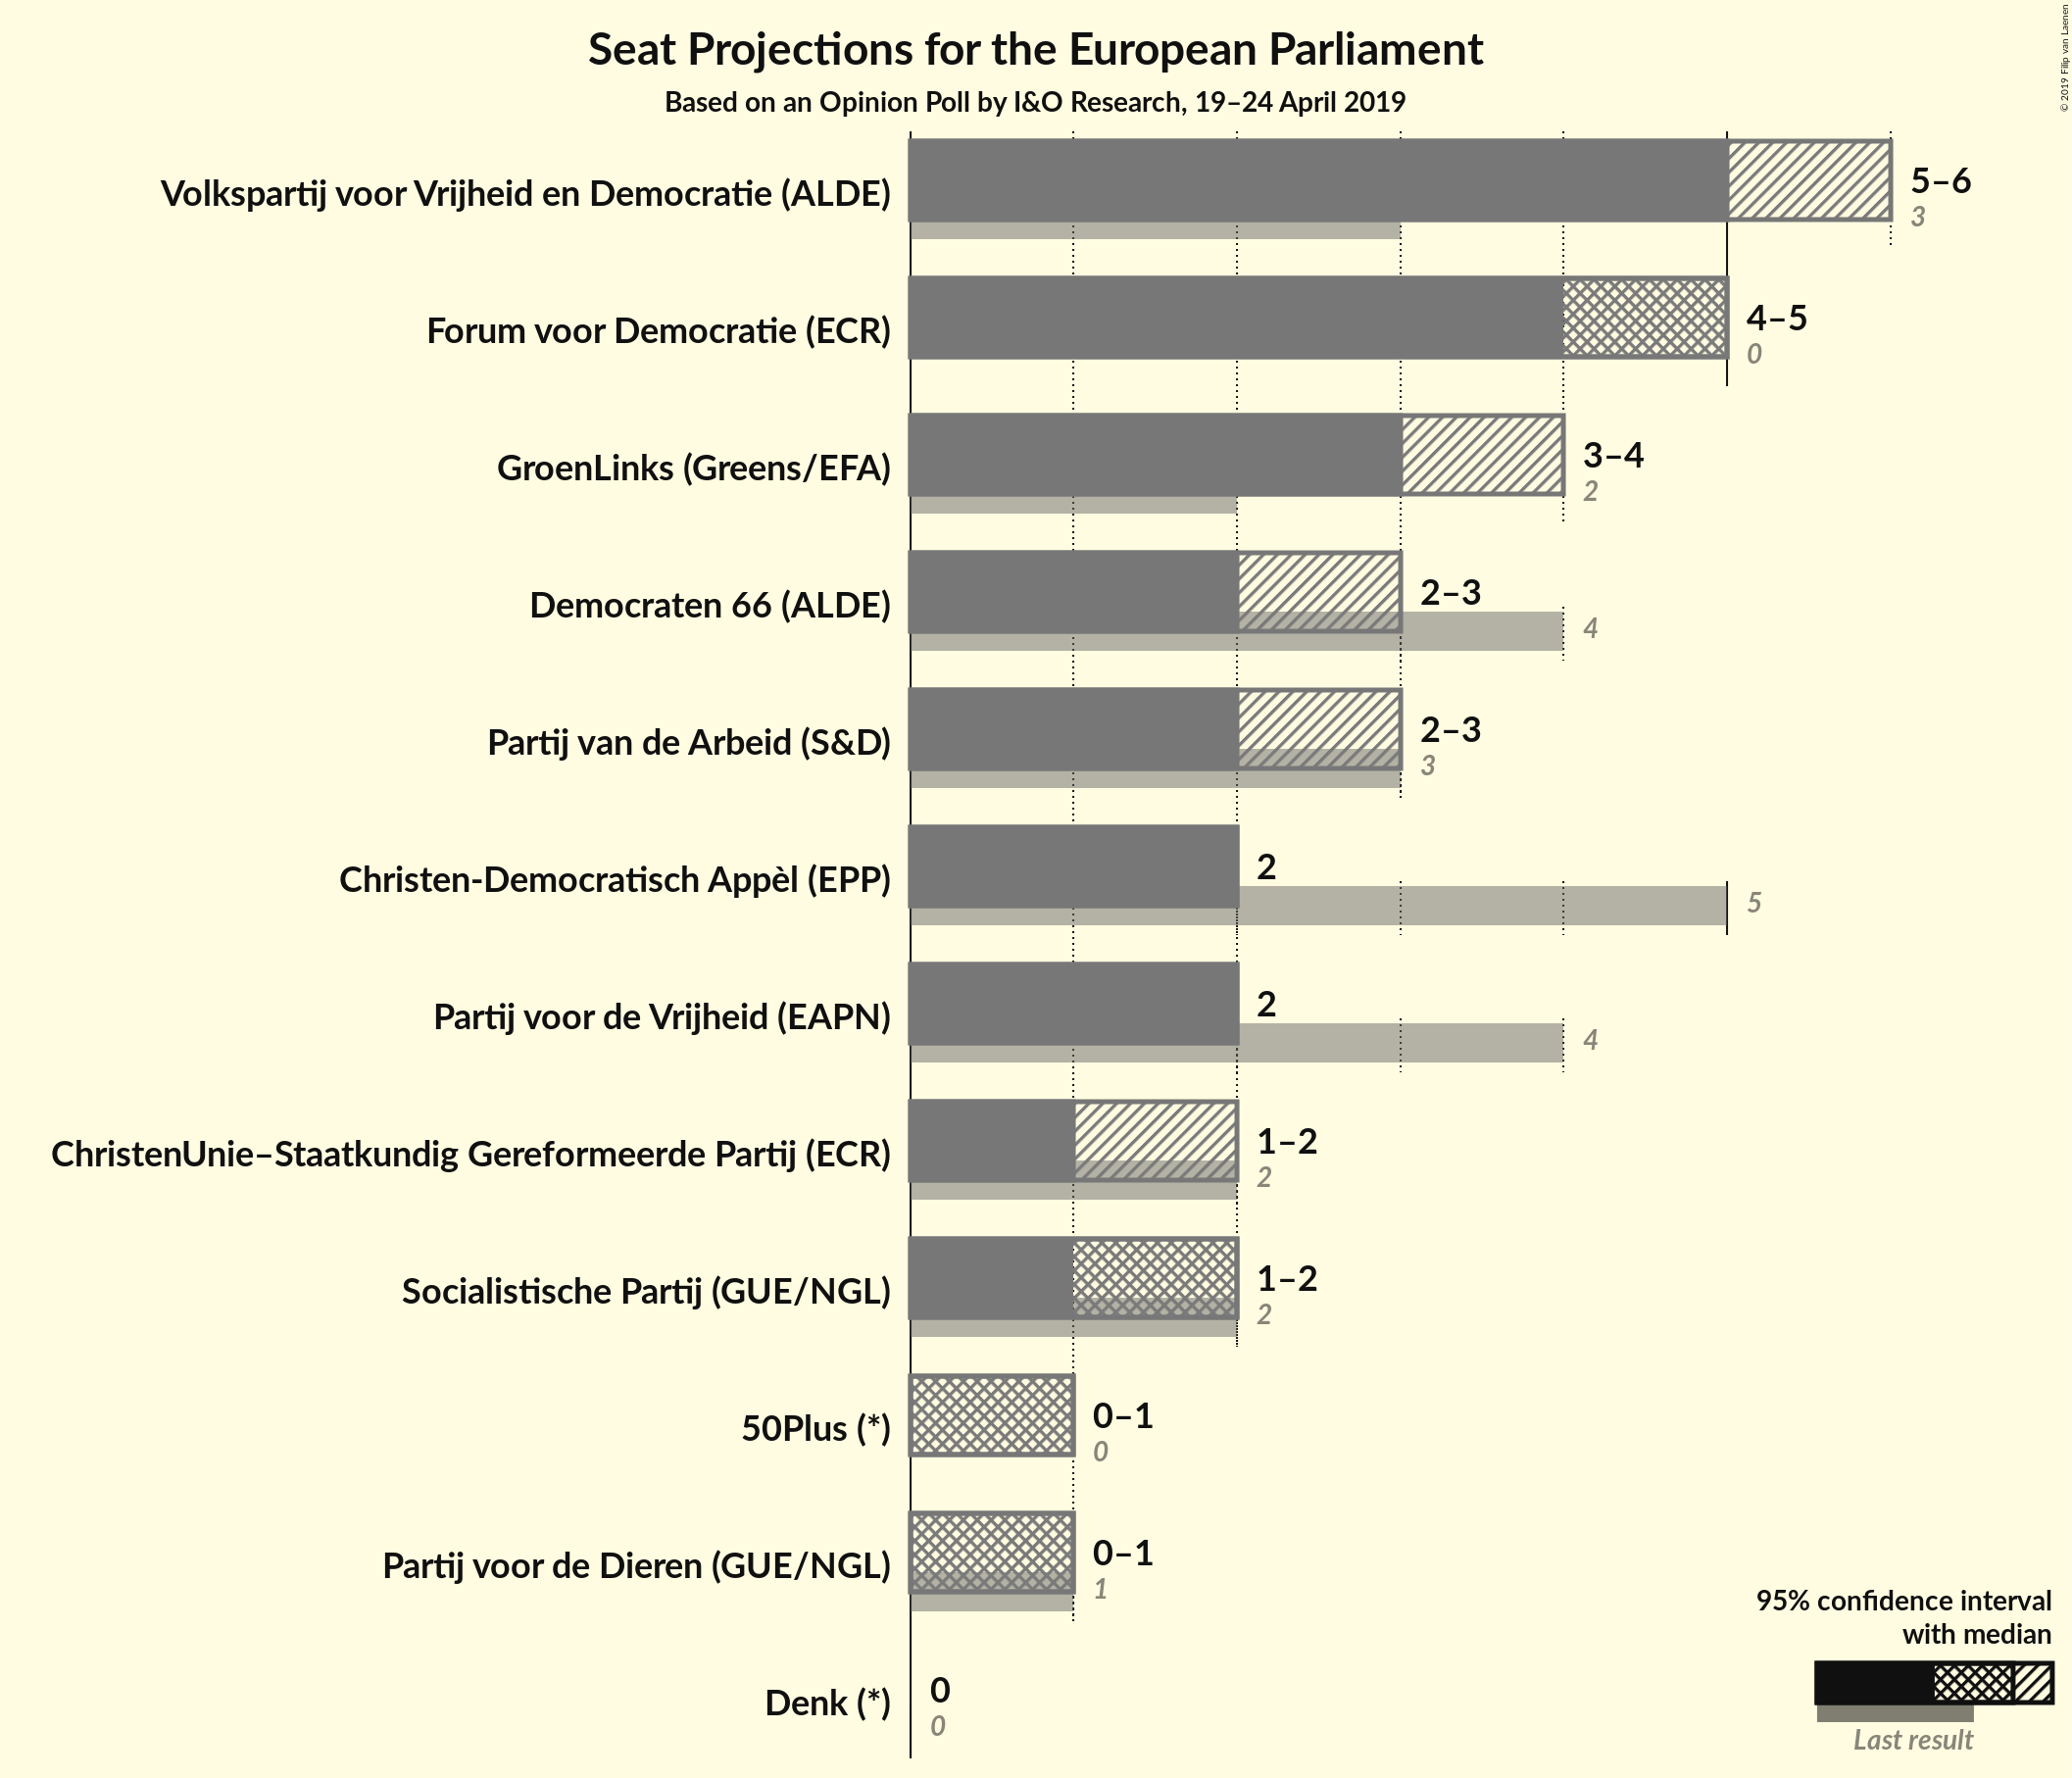 Seat Projections for the European Parliament
Based on an Opinion Poll by I&O Research, 19–24 April 2019
© 2019 Filip van Laenen
Volkspartij voor Vrijheid en Democratie (ALDE)
5–6
3
Forum voor Democratie (ECR)
4–5
0
GroenLinks (Greens/EFA)
3–4
2
Democraten 66 (ALDE)
2–3
4
Partij van de Arbeid (S&D)
2–3
3
Christen-Democratisch Appèl (EPP)
2
5
Partij voor de Vrijheid (EAPN)
2
4
ChristenUnie–Staatkundig Gereformeerde Partij (ECR)
1–2
2
Socialistische Partij (GUE/NGL)
1–2
2
50Plus (*)
0–1
0
Partij voor de Dieren (GUE/NGL)
0–1
1
Denk (*)
0
0
95% confidence interval
with median
Last result